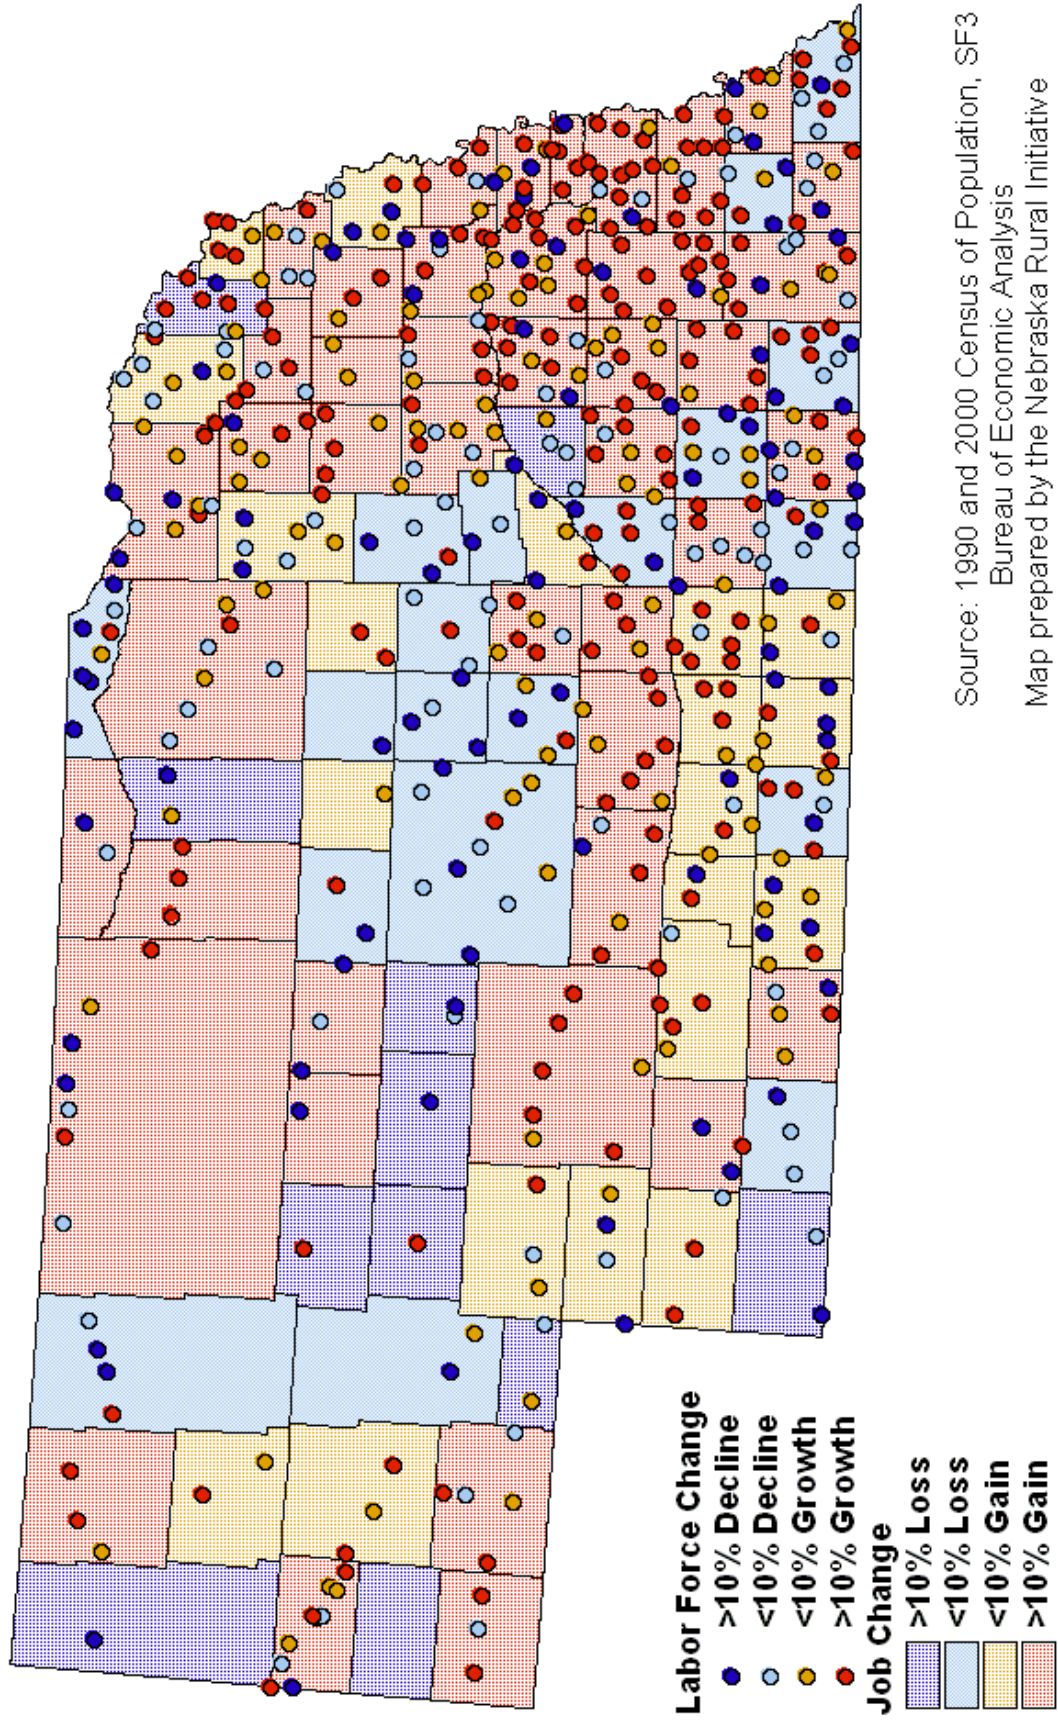 Labor Force Change
>10% Decline
<10% Decline
<10% Growth
>10% Growth
Job Change
>10% Loss
<10% Loss
<10% Gain
>10% Gain
Source: 1990 and 2000 Census of Population, SF3
Bureau of Economic Analysis
Map prepared by the Nebraska Rural Initiative